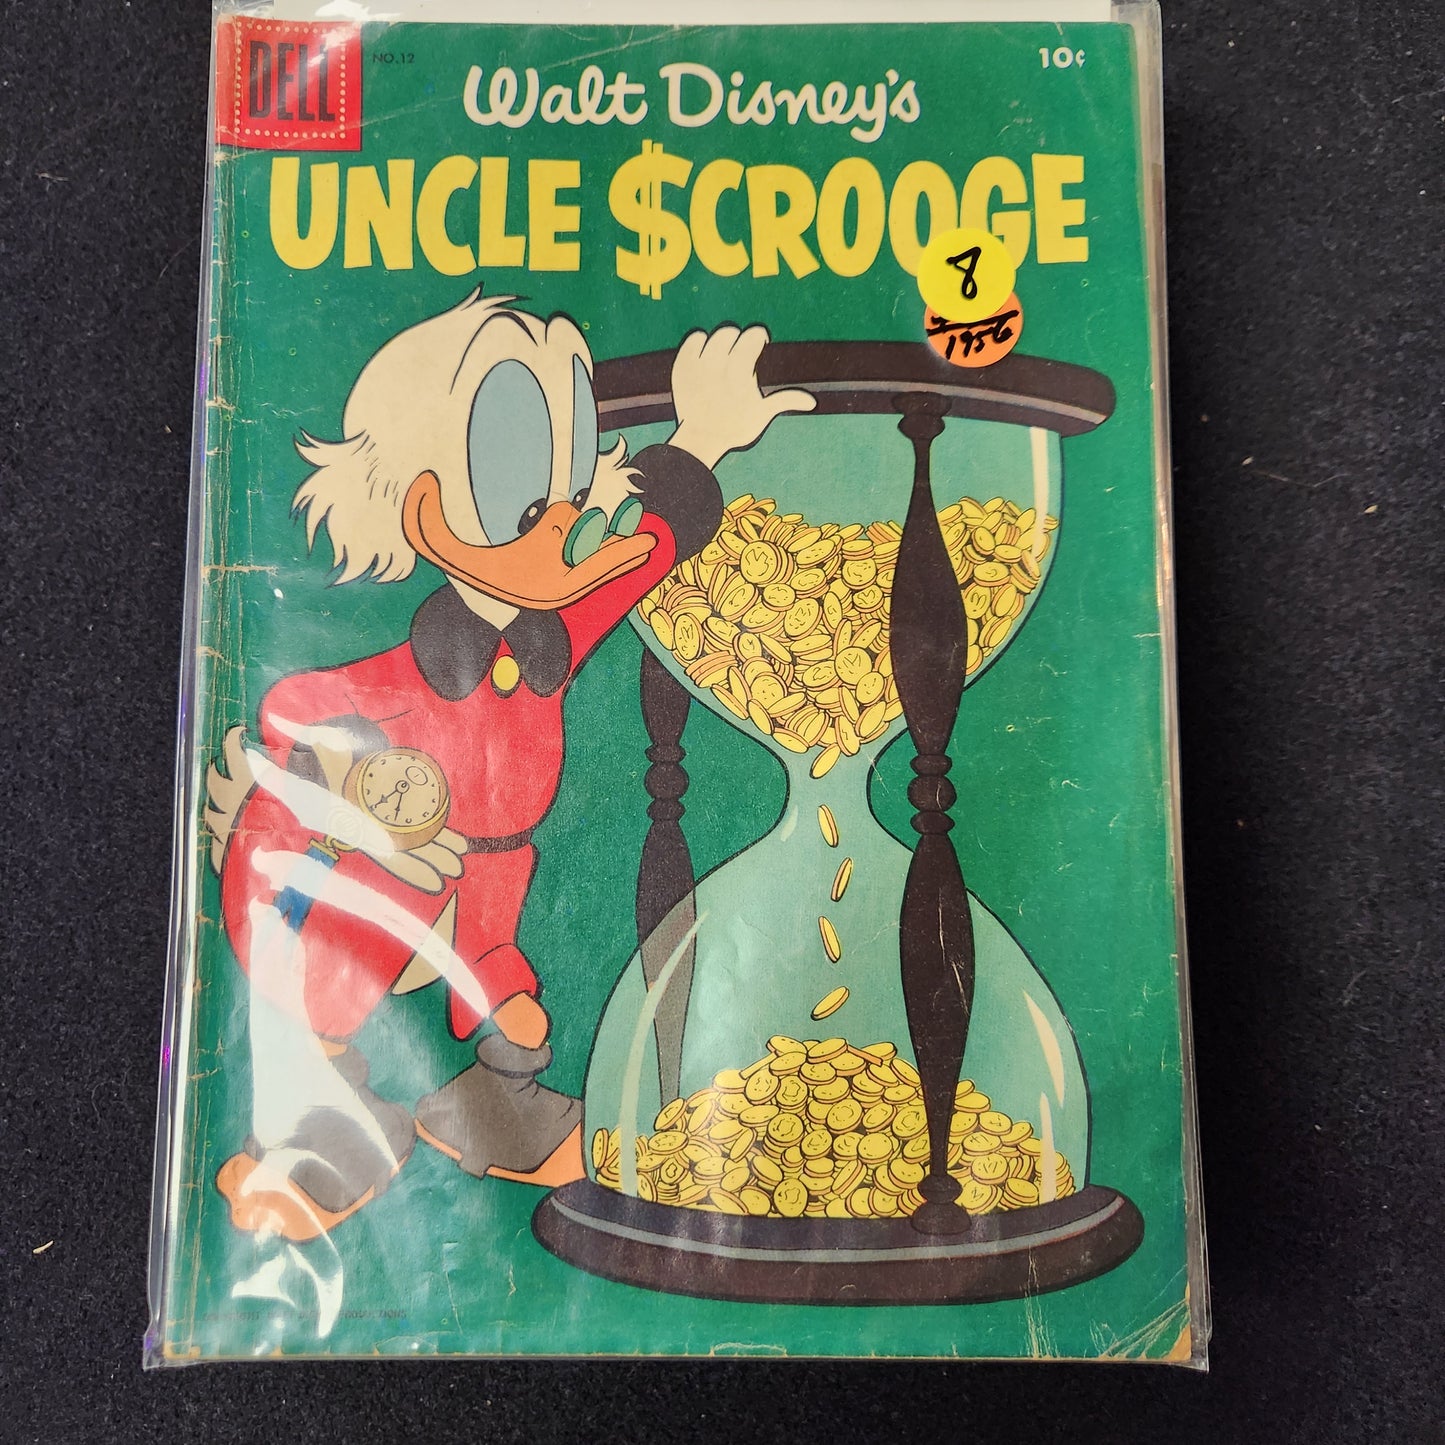 DELL
NO.12
10¢
Walt Disney's
UNCLE $CROOGE
8
1956